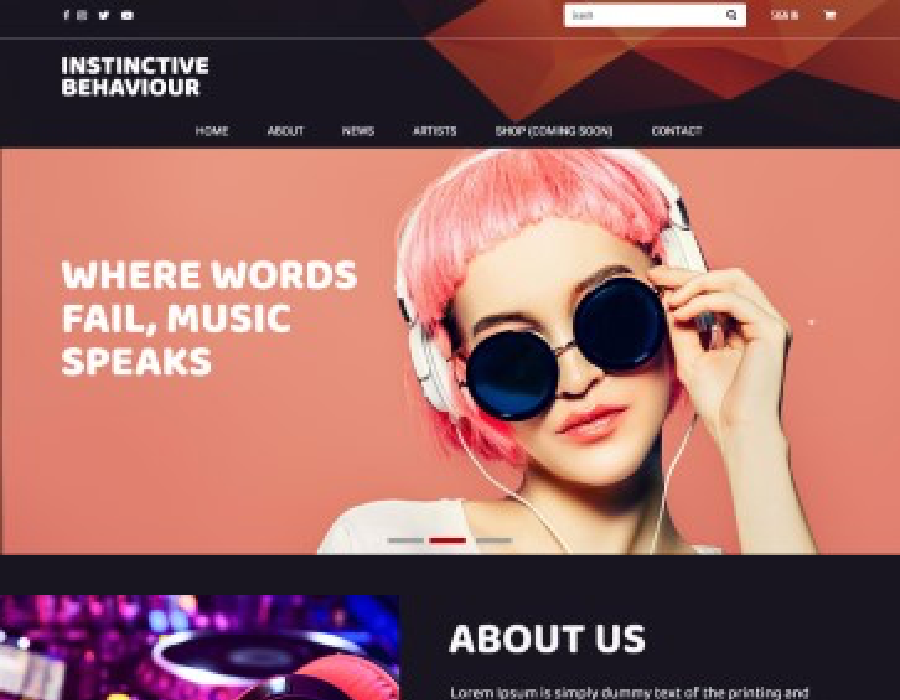 Search
SIGN IN
INSTINCTIVE
BEHAVIOUR
HOME ABOUT NEWS ARTISTS SHOP (COMING SOON) CONTACT
WHERE WORDS
FAIL, MUSIC
SPEAKS
ABOUT US
Lorem Ipsum is simply dummy text of the printing and